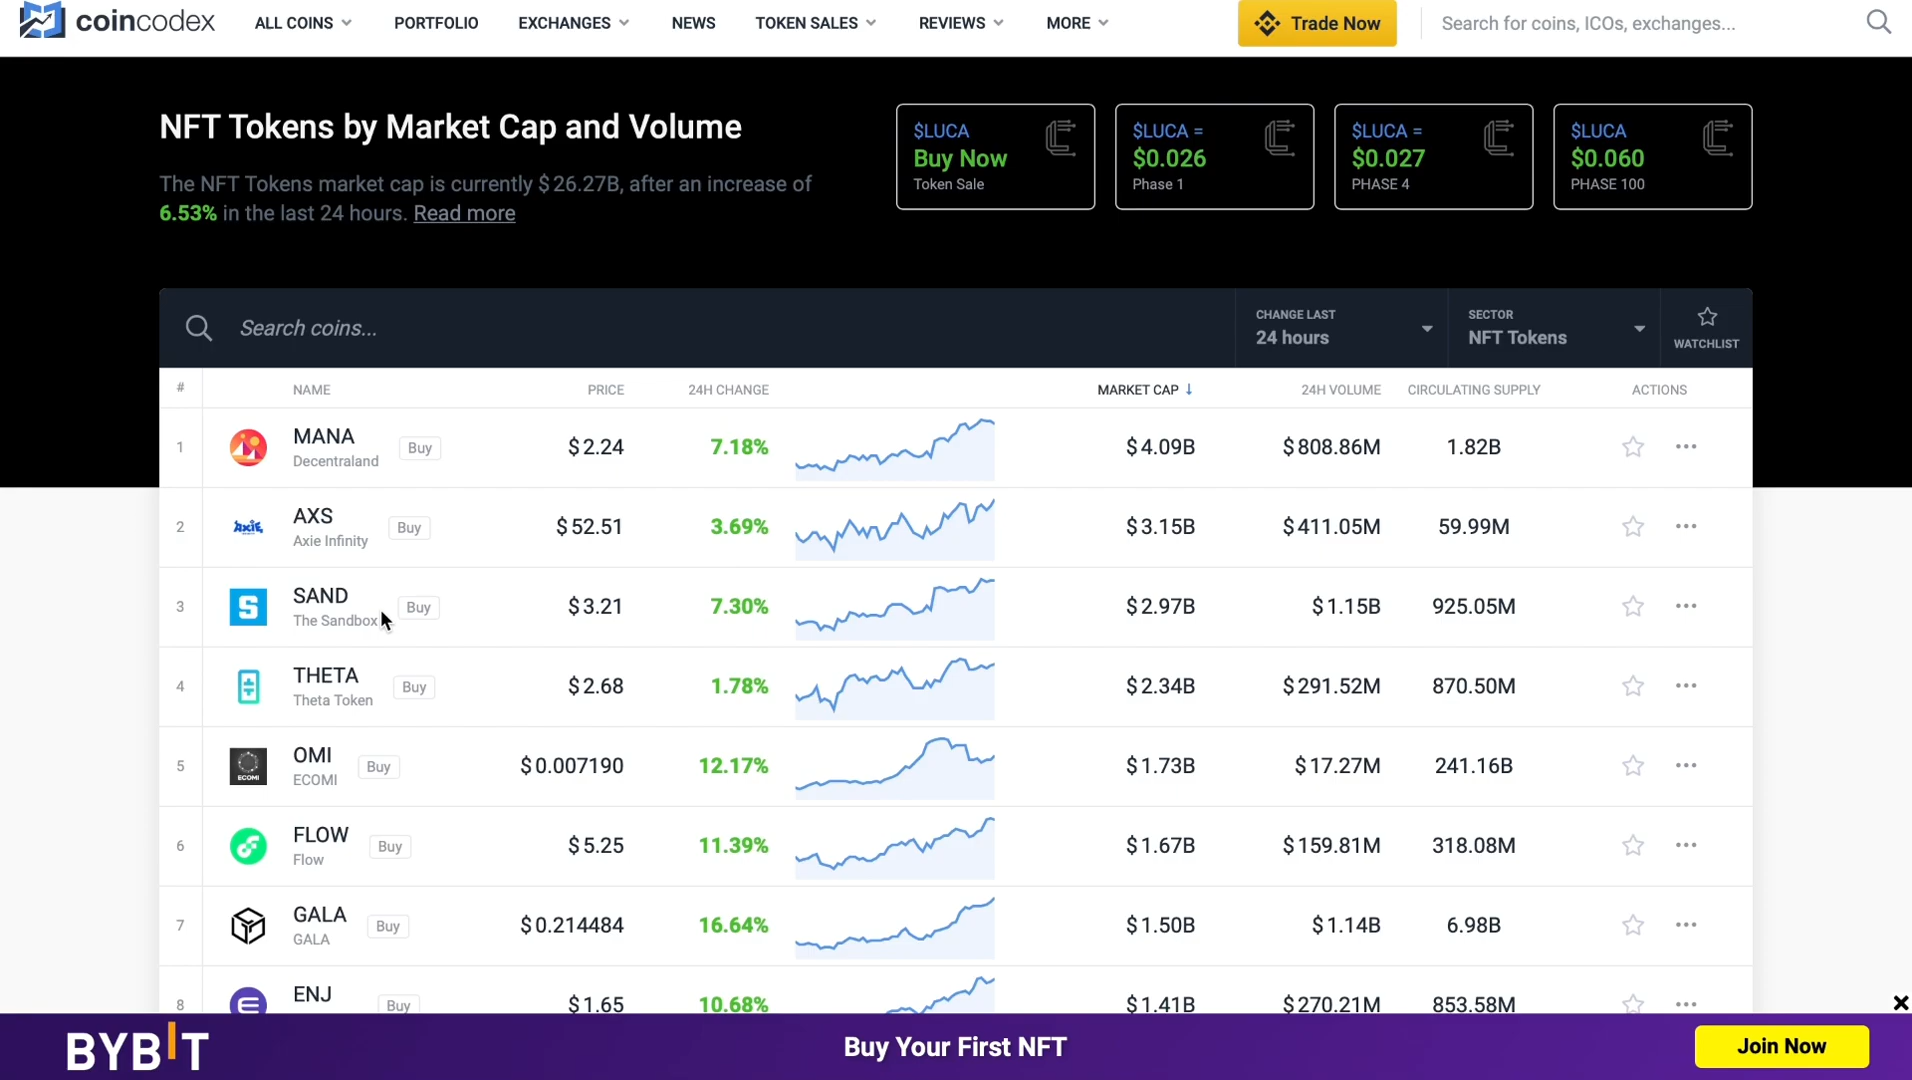 coincodex
ALL COINS
PORTFOLIO
EXCHANGES
NEWS
TOKEN SALES
REVIEWS
MORE
Trade Now
Search for coins, ICOs, exchanges...
NFT Tokens by Market Cap and Volume
The NFT Tokens market cap is currently $26.27B, after an increase of
6.53% in the last 24 hours. Read more
$LUCA
Buy Now
Token Sale
$LUCA =
$0.026
Phase 1
$LUCA =
$0.027
PHASE 4
$LUCA
$0.060
PHASE 100
Search coins...
CHANGE LAST
24 hours
SECTOR
NFT Tokens
WATCHLIST
# NAME PRICE 24H CHANGE MARKET CAP ↓ 24H VOLUME CIRCULATING SUPPLY ACTIONS
1 MANA Buy $2.24 7.18% $4.09B $808.86M 1.82B
Decentraland
2 AXIE AXS Buy $52.51 3.69% $3.15B $411.05M 59.99M
Axie Infinity
3 S SAND Buy $3.21 7.30% $2.97B $1.15B 925.05M
The Sandbox
4 THETA Buy $2.68 1.78% $2.34B $291.52M 870.50M
Theta Token
5 ECOMI OMI Buy $0.007190 12.17% $1.73B $17.27M 241.16B
ECOMI
6 FLOW Buy $5.25 11.39% $1.67B $159.81M 318.08M
Flow
7 GALA Buy $0.214484 16.64% $1.50B $1.14B 6.98B
GALA
8 ENJ Buy $1.65 10.68% $1.41B $270.21M 853.58M
BYBIT
Buy Your First NFT
Join Now